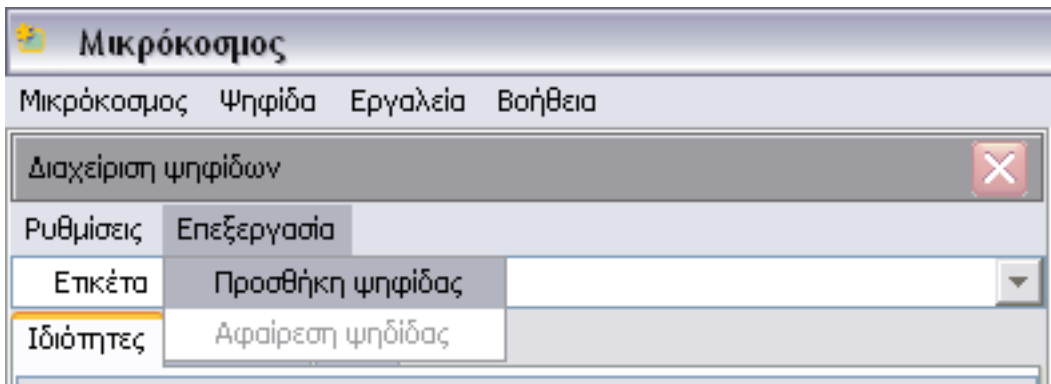 Μικρόκοσμος
Μικρόκοσμος Ψηφίδα Εργαλεία Βοήθεια
Διαχείριση ψηφίδων
Ρυθμίσεις Επεξεργασία
Ετικέτα Προσθήκη ψηφίδας
Ιδιότητες Αφαίρεση ψηδίδας